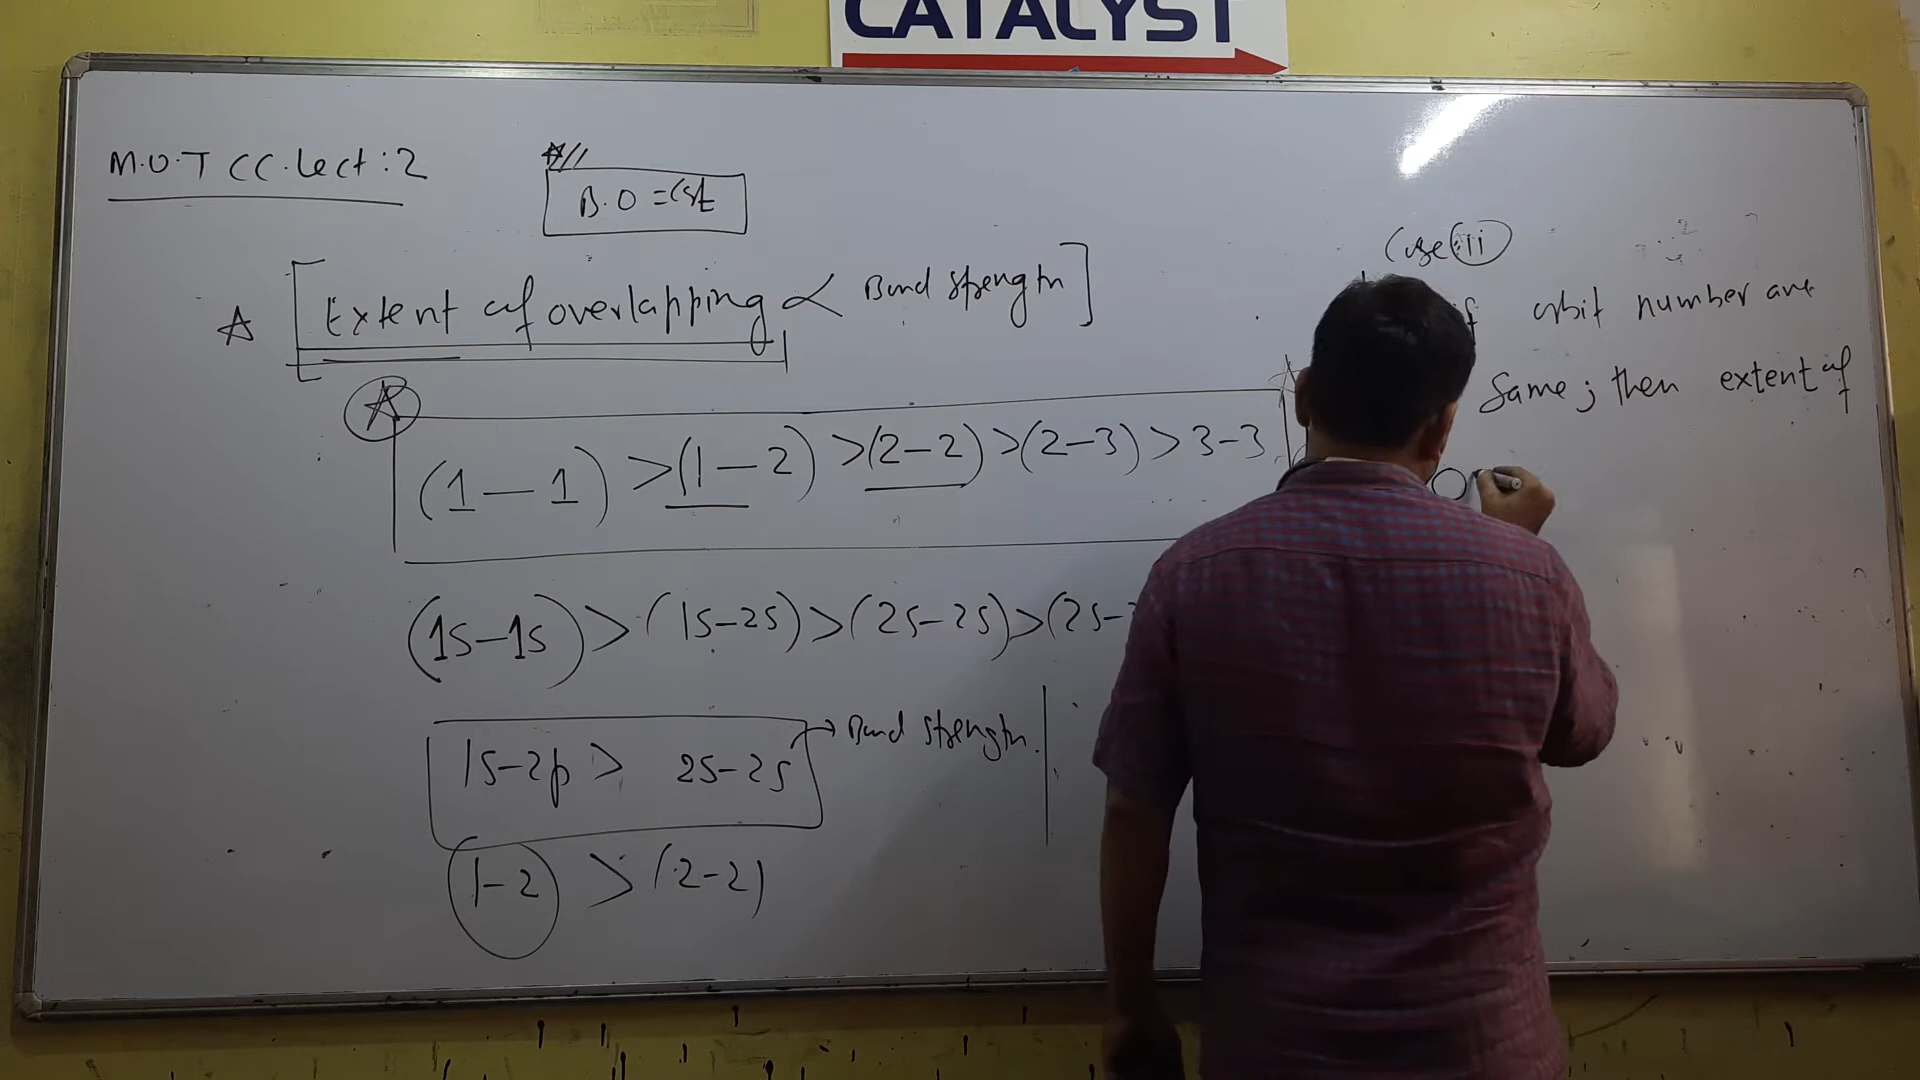 CATALYST
M.O.T CC.Lect:2
B.O =Cst
Extent of overlapping ∝ Bond strength
(1-1) >(1-2) >(2-2) >(2-3) > 3-3
(1s-1s) > (1s-2s) > (2s-2s) > (2s-
1s-2p > 2s-2s → Bond strength.
1-2 > (2-2)
Case ii
if orbit number are
Same; then extent of